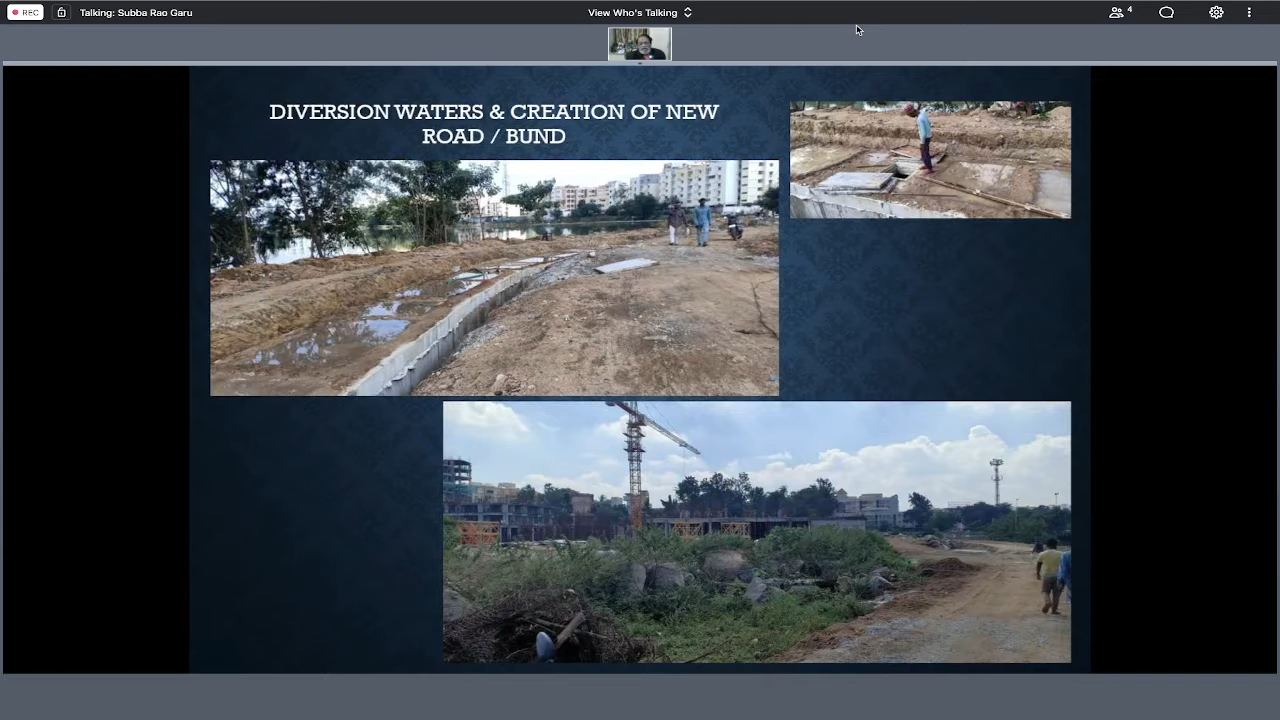 REC
Talking: Subba Rao Garu
View Who's Talking
4
DIVERSION WATERS & CREATION OF NEW
ROAD / BUND